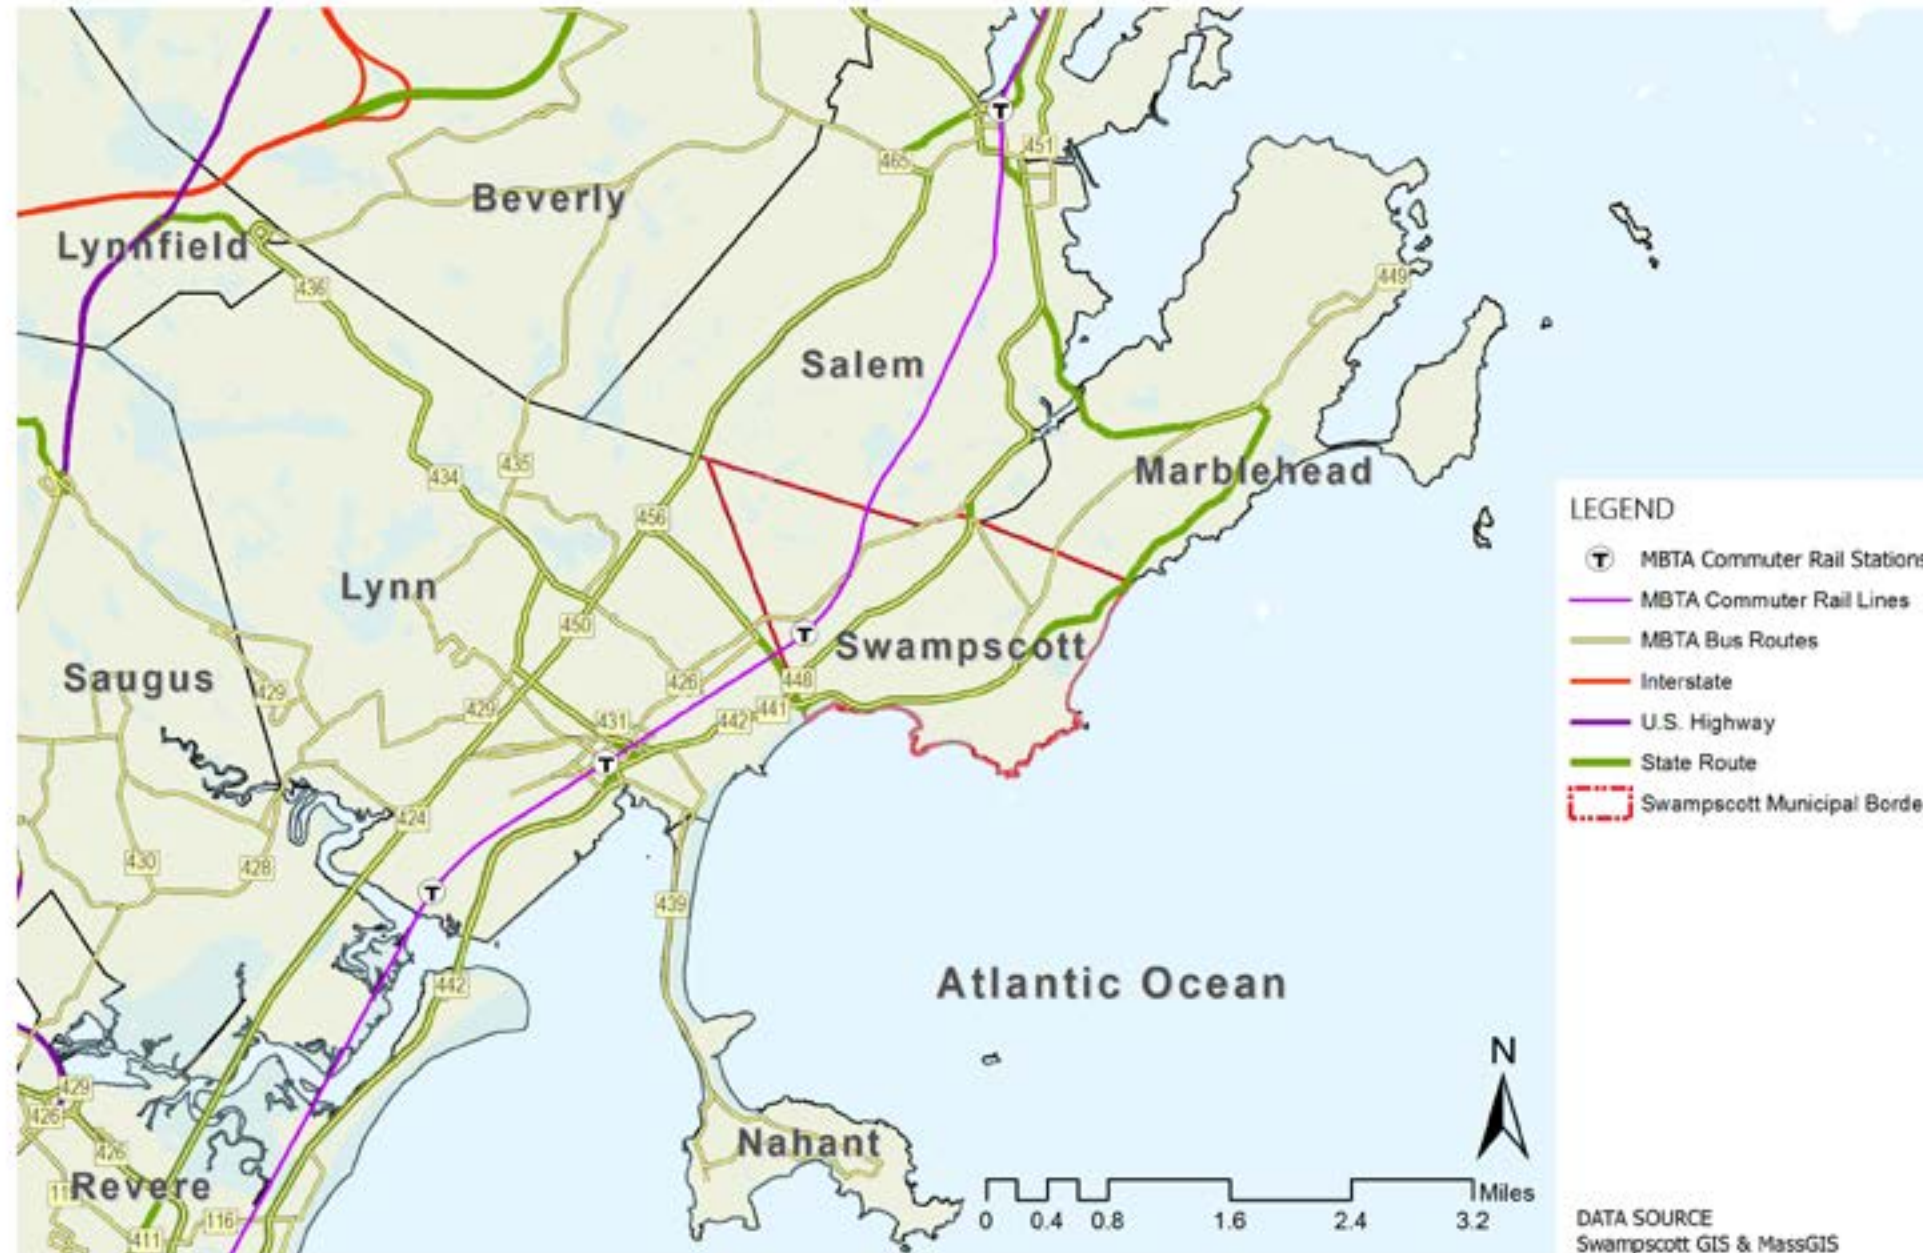 451
465
Beverly
Lynnfield
449
436
Salem
Marblehead
435
434
456
Lynn
450
Swampscott
Saugus
426
448
429
429
441
431
442
424
430
428
439
442
Atlantic Ocean
429
426
426
Nahant
Revere
116
411
LEGEND
T MBTA Commuter Rail Stations
MBTA Commuter Rail Lines
MBTA Bus Routes
Interstate
U.S. Highway
State Route
Swampscott Municipal Borde
N
Miles
0 0.4 0.8 1.6 2.4 3.2
DATA SOURCE
Swampscott GIS & MassGIS
T
T
T
T